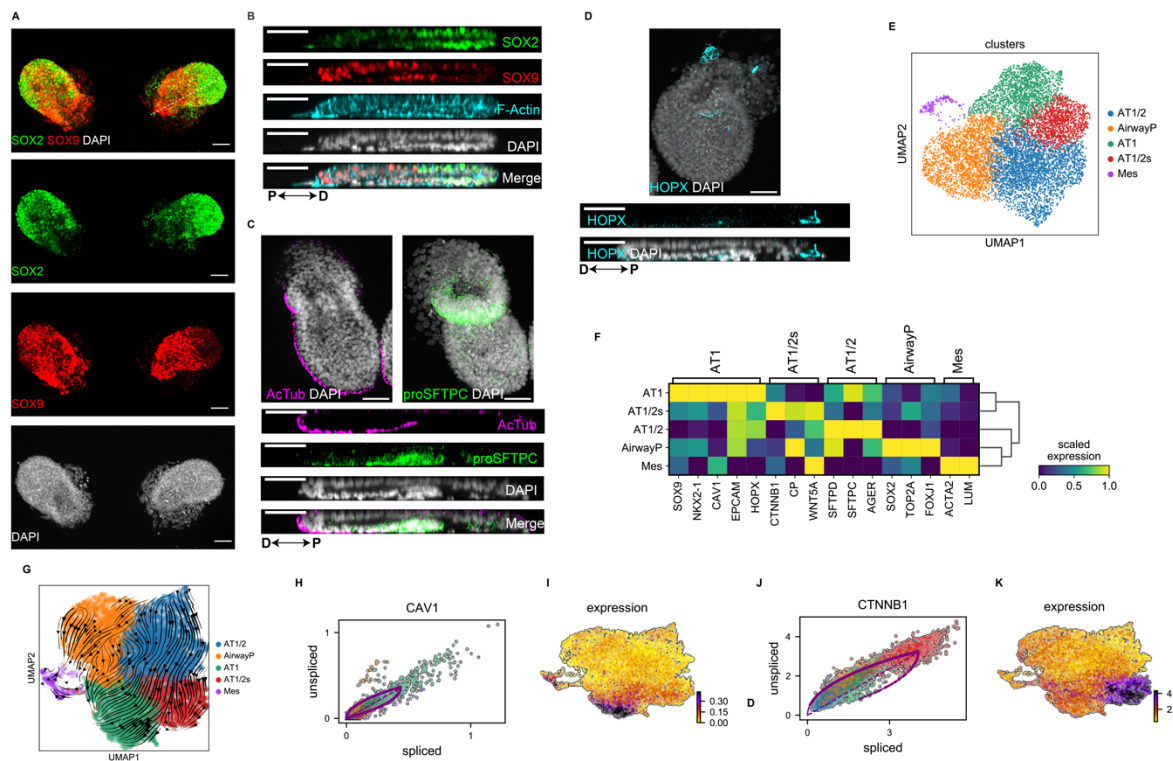 A
SOX2 SOX9 DAPI
SOX2
SOX9
DAPI
B
SOX2
SOX9
F-Actin
DAPI
Merge
P D
C
AcTub DAPI
proSFTPC DAPI
AcTub
proSFTPC
DAPI
Merge
D P
D
HOPX DAPI
HOPX
HOPX DAPI
D P
E
clusters
UMAP2
UMAP1
AT1/2
AirwayP
AT1
AT1/2s
Mes
F
AT1
AT1/2s
AT1/2
AirwayP
Mes
AT1
AT1/2s
AT1/2
AirwayP
Mes
SOX9
NKX2-1
CAV1
EPCAM
HOPX
CTNNB1
CP
WNT5A
SFTPD
SFTPC
AGER
SOX2
TOP2A
FOXJ1
ACTA2
LUM
scaled
expression
0.0 1.0
G
UMAP2
UMAP1
AT1/2
AirwayP
AT1
AT1/2s
Mes
H
CAV1
unspliced
1
0
0 1
spliced
I
expression
0.30
0.15
0.00
J
CTNNB1
unspliced
4
2
0
D
0 3
spliced
K
expression
4
2